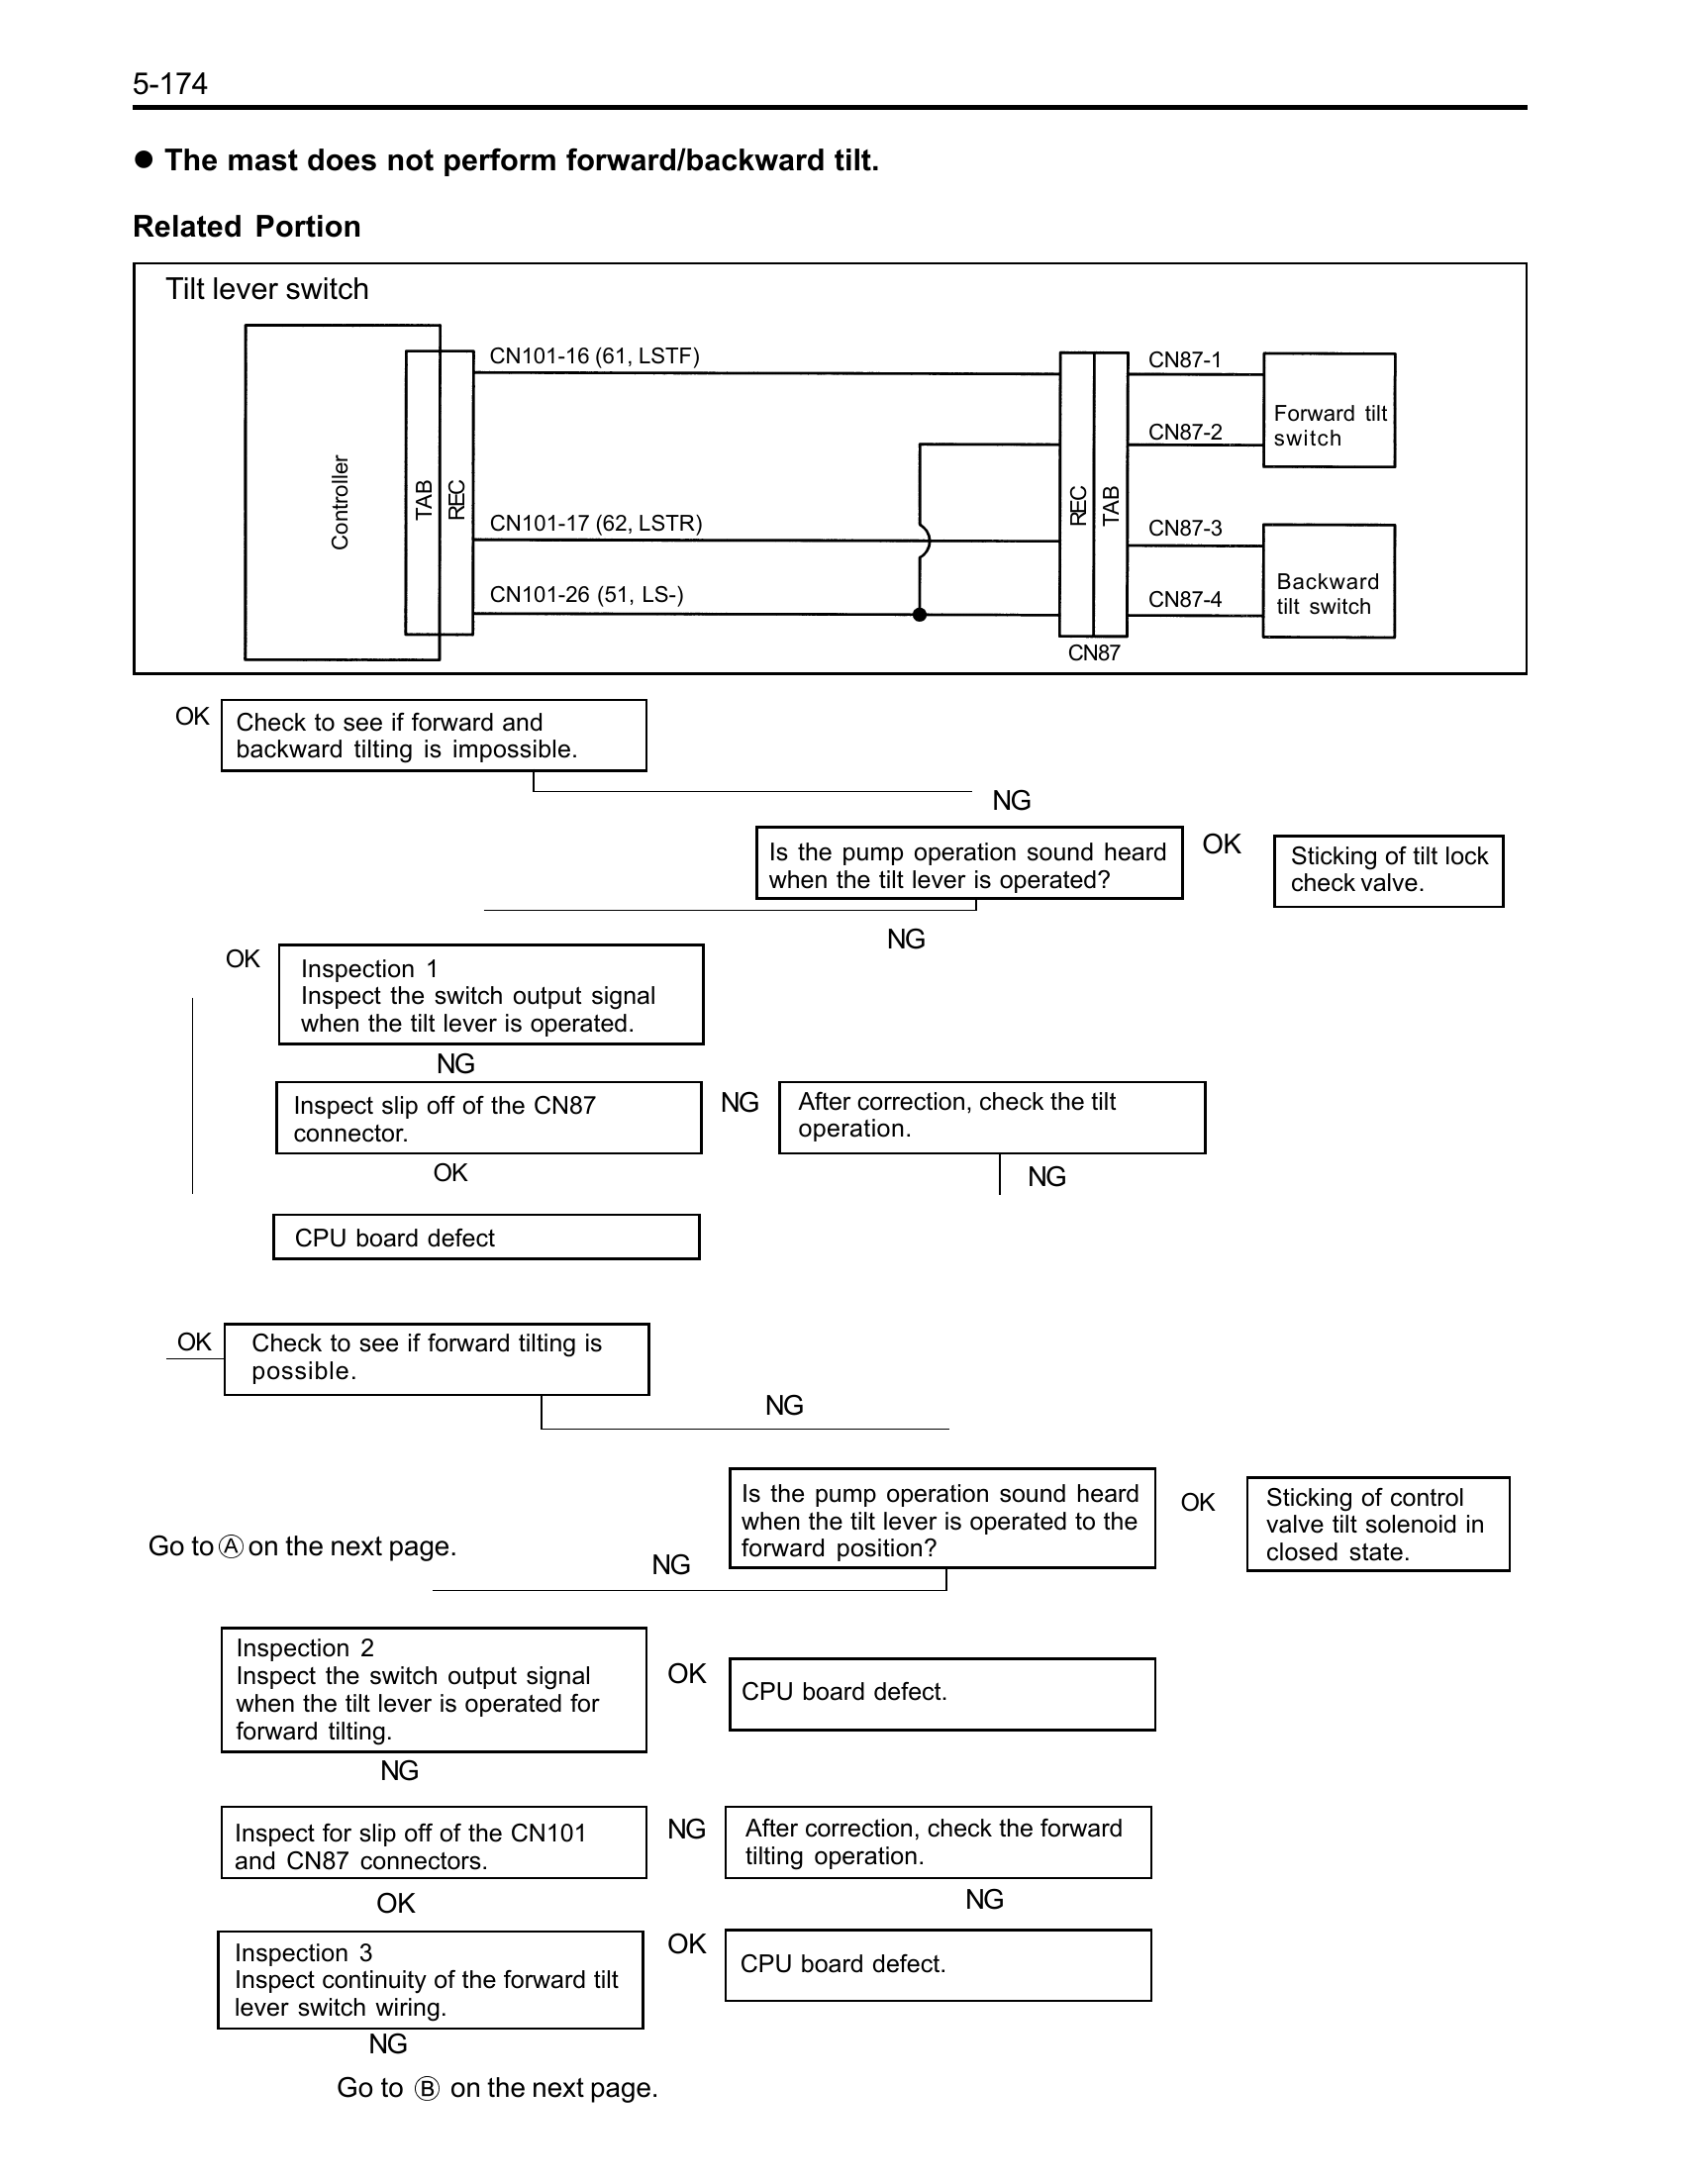 5-174
● The mast does not perform forward/backward tilt.
Related Portion
Tilt lever switch
Controller
TAB
REC
CN101-16 (61, LSTF)
CN101-17 (62, LSTR)
CN101-26 (51, LS-)
REC
TAB
CN87
CN87-1
CN87-2
CN87-3
CN87-4
Forward tilt
switch
Backward
tilt switch
OK
Check to see if forward and
backward tilting is impossible.
NG
Is the pump operation sound heard
when the tilt lever is operated?
OK
Sticking of tilt lock
check valve.
NG
OK
Inspection 1
Inspect the switch output signal
when the tilt lever is operated.
NG
Inspect slip off of the CN87
connector.
NG
After correction, check the tilt
operation.
OK
NG
CPU board defect
OK
Check to see if forward tilting is
possible.
NG
Is the pump operation sound heard
when the tilt lever is operated to the
forward position?
OK
Sticking of control
valve tilt solenoid in
closed state.
Go to Ⓐ on the next page.
NG
Inspection 2
Inspect the switch output signal
when the tilt lever is operated for
forward tilting.
OK
CPU board defect.
NG
Inspect for slip off of the CN101
and CN87 connectors.
NG
After correction, check the forward
tilting operation.
OK
NG
Inspection 3
Inspect continuity of the forward tilt
lever switch wiring.
OK
CPU board defect.
NG
Go to Ⓑ on the next page.